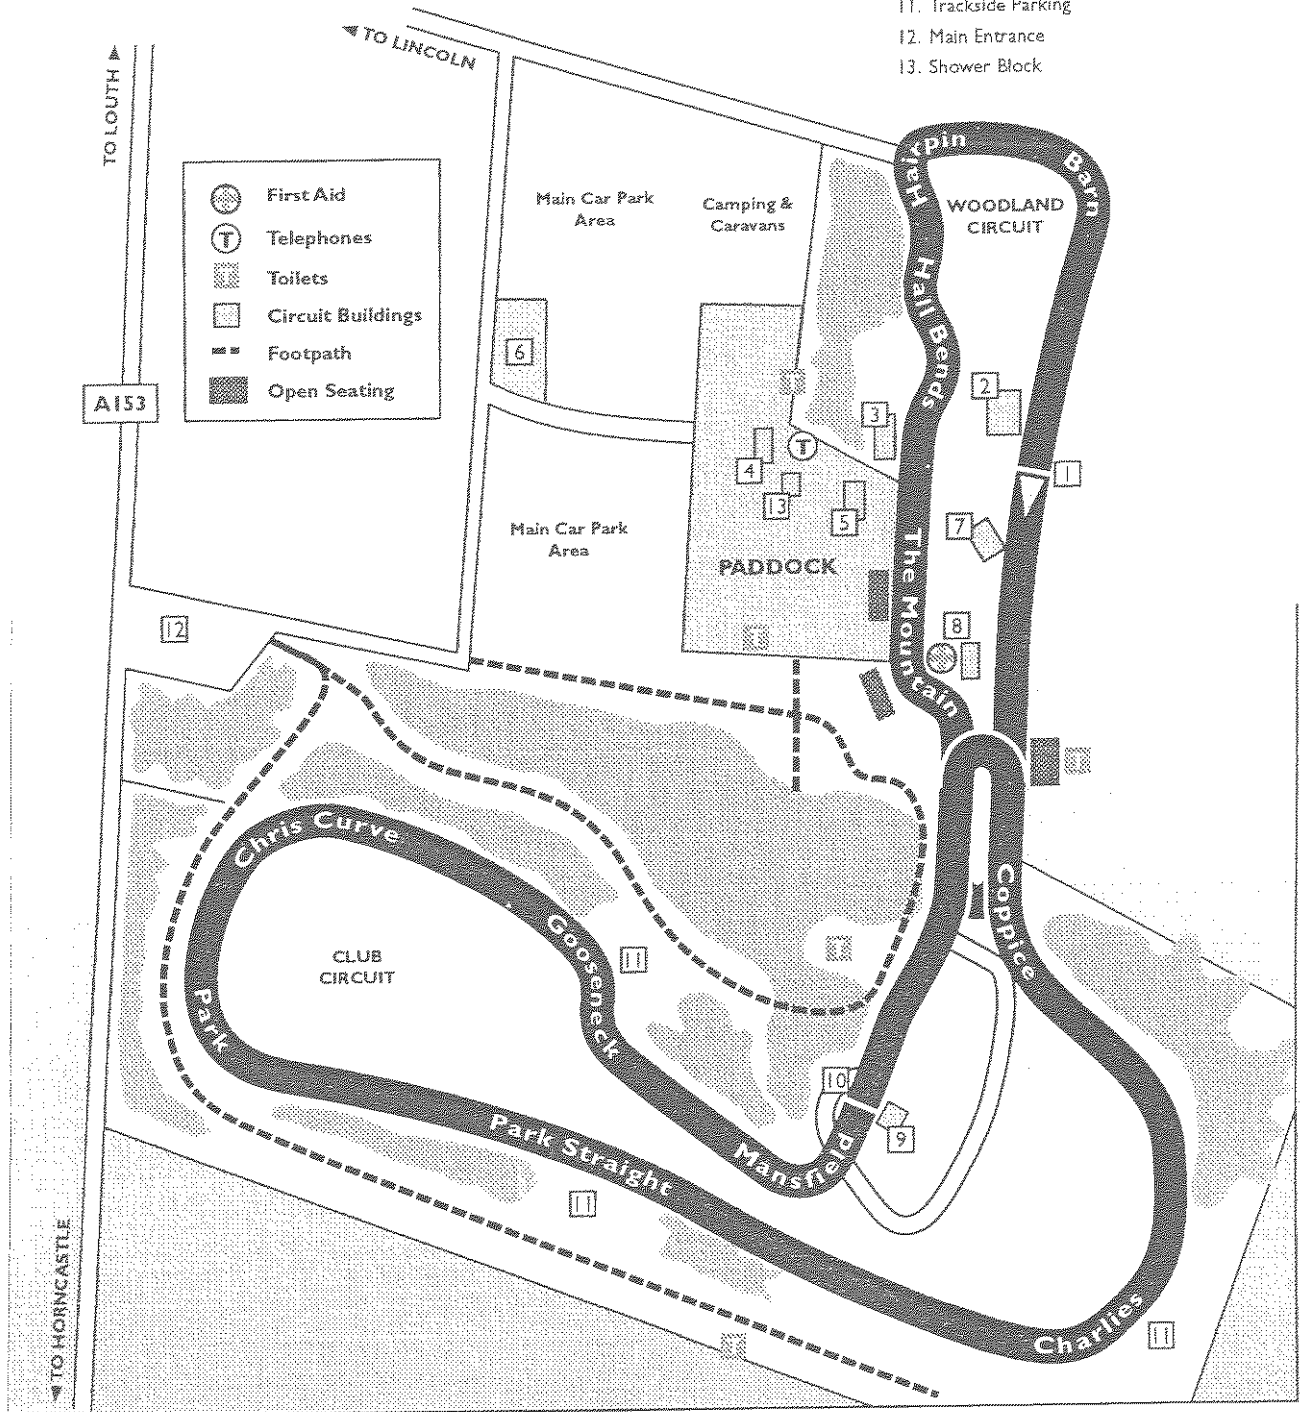 11. Trackside Parking
12. Main Entrance
13. Shower Block
◄ TO LINCOLN
TO LOUTH ►
First Aid
T Telephones
T Toilets
Circuit Buildings
Footpath
Open Seating
A153
Main Car Park
Area
Camping &
Caravans
Hairpin
Barn
WOODLAND
CIRCUIT
Hall Bends
6
T
2
3
T
4
13
5
1
7
Main Car Park
Area
PADDOCK
The Mountain
12
T
8
T
Chris Curve
Coppice
Gooseneck
11
T
CLUB
CIRCUIT
Park
10
9
Mansfield
Park Straight
11
Charlies
11
T
◄ TO HORNCASTLE